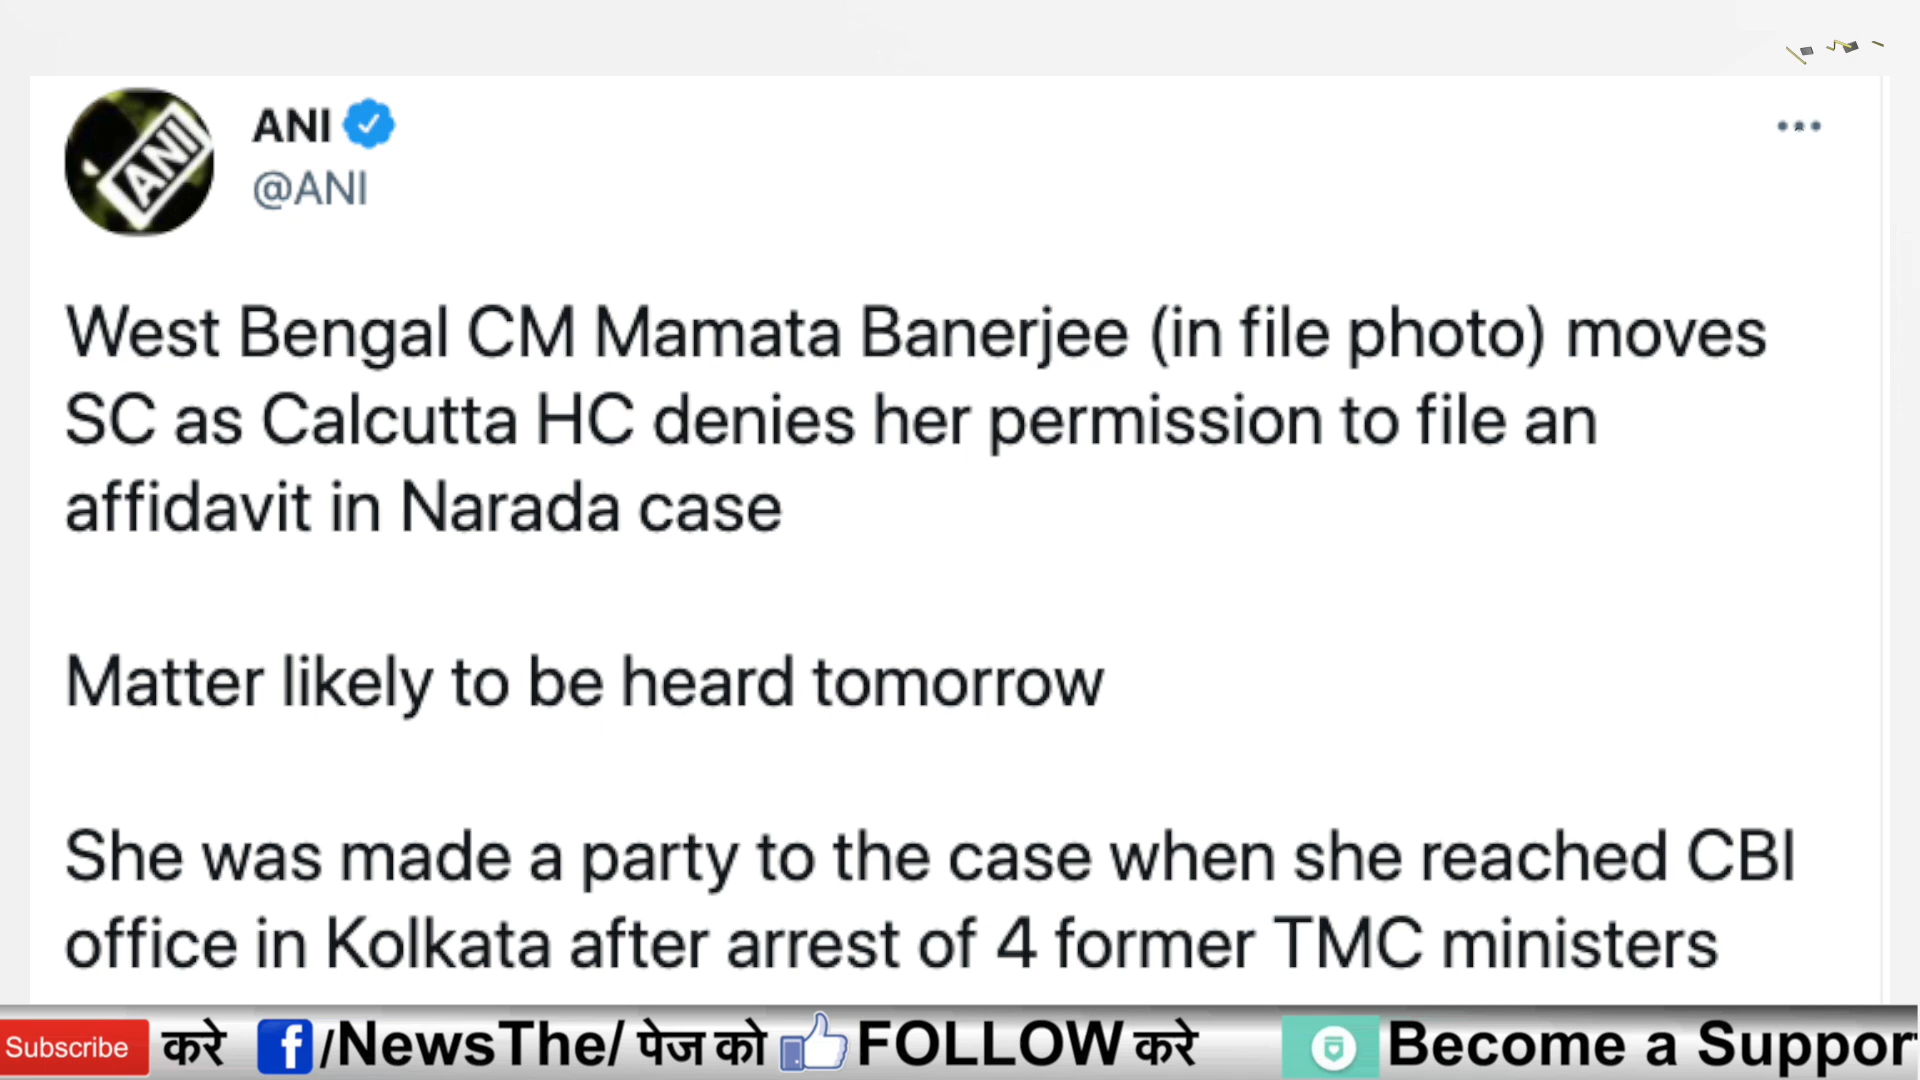 ANI
ANI
@ANI
West Bengal CM Mamata Banerjee (in file photo) moves
SC as Calcutta HC denies her permission to file an
affidavit in Narada case
Matter likely to be heard tomorrow
She was made a party to the case when she reached CBI
office in Kolkata after arrest of 4 former TMC ministers
Subscribe करे f/NewsThe/ पेज को FOLLOW करे Become a Suppor